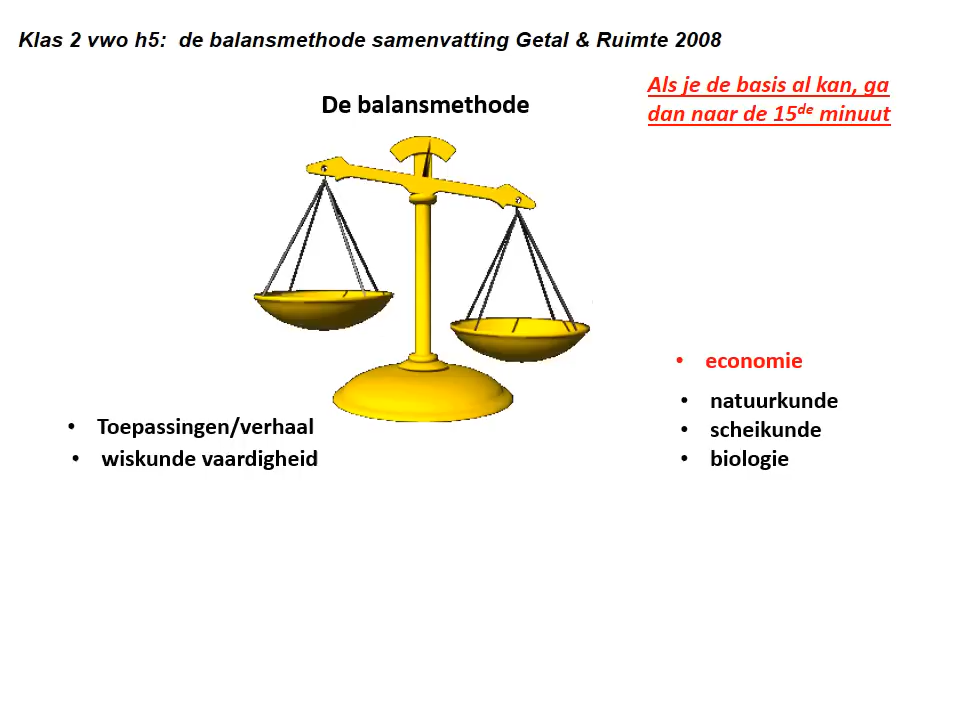 Klas 2 vwo h5:  de balansmethode samenvatting Getal & Ruimte 2008
Als je de basis al kan, ga
dan naar de 15de minuut
De balansmethode
• economie
• natuurkunde
• scheikunde
• biologie
• Toepassingen/verhaal
• wiskunde vaardigheid